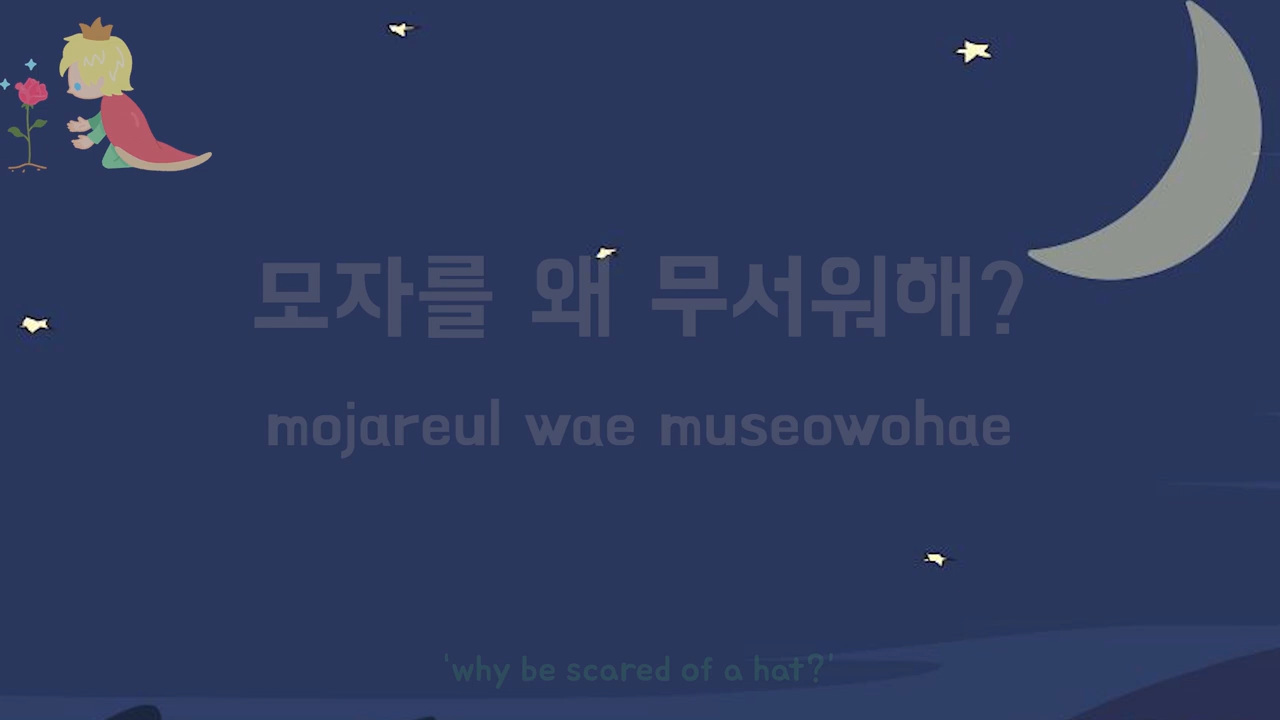 모자를 왜 무서워해?
mojareul wae museowohae
'why be scared of a hat?'